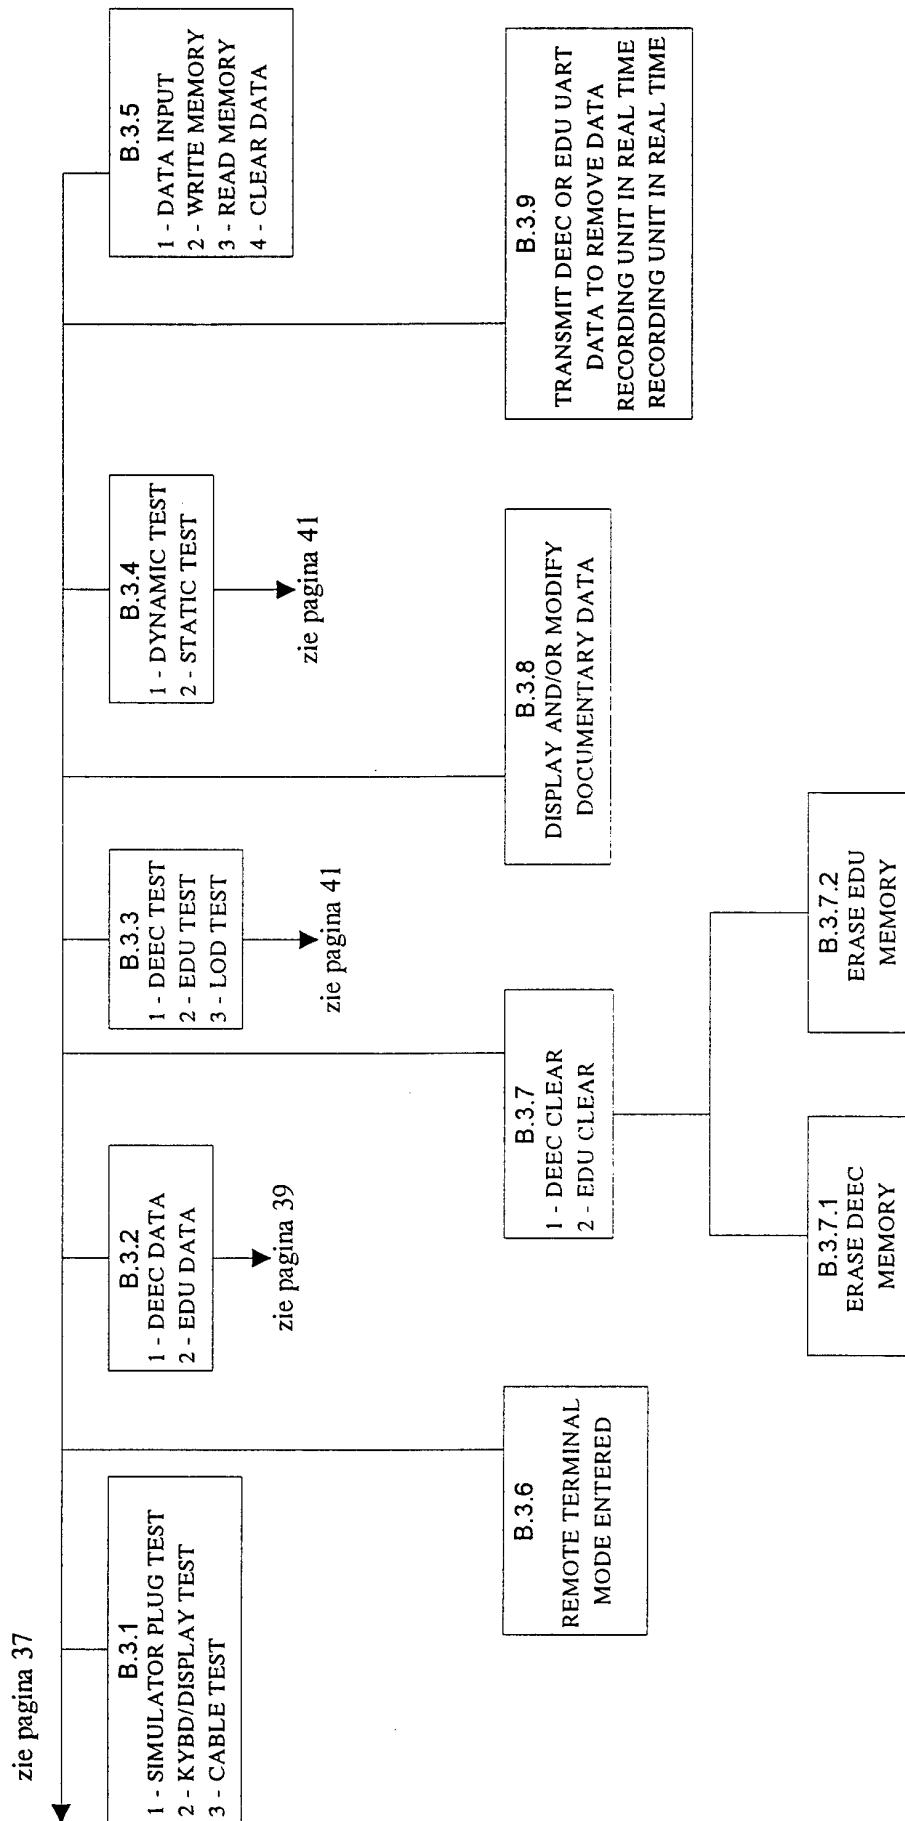 zie pagina 37
B.3.1
1 - SIMULATOR PLUG TEST
2 - KYBD/DISPLAY TEST
3 - CABLE TEST
B.3.2
1 - DEEC DATA
2 - EDU DATA
zie pagina 39
B.3.3
1 - DEEC TEST
2 - EDU TEST
3 - LOD TEST
zie pagina 41
B.3.4
1 - DYNAMIC TEST
2 - STATIC TEST
zie pagina 41
B.3.5
1 - DATA INPUT
2 - WRITE MEMORY
3 - READ MEMORY
4 - CLEAR DATA
B.3.6
REMOTE TERMINAL
MODE ENTERED
B.3.7
1 - DEEC CLEAR
2 - EDU CLEAR
B.3.8
DISPLAY AND/OR MODIFY
DOCUMENTARY DATA
B.3.9
TRANSMIT DEEC OR EDU UART
DATA TO REMOVE DATA
RECORDING UNIT IN REAL TIME
RECORDING UNIT IN REAL TIME
B.3.7.1
ERASE DEEC
MEMORY
B.3.7.2
ERASE EDU
MEMORY